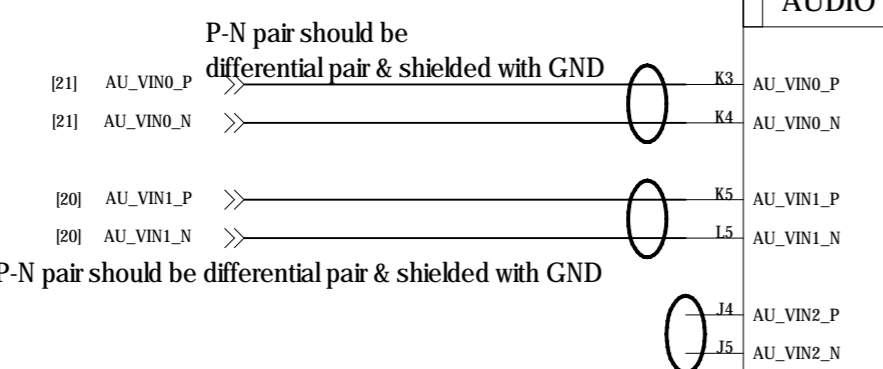 AUDIO
P-N pair should be
differential pair & shielded with GND
[21] AU_VIN0_P K3 AU_VIN0_P
[21] AU_VIN0_N K4 AU_VIN0_N
[20] AU_VIN1_P K5 AU_VIN1_P
[20] AU_VIN1_N L5 AU_VIN1_N
P-N pair should be differential pair & shielded with GND
J4 AU_VIN2_P
J5 AU_VIN2_N